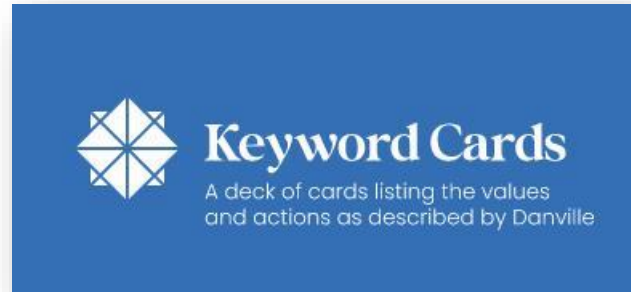 Keyword Cards
A deck of cards listing the values
and actions as described by Danville